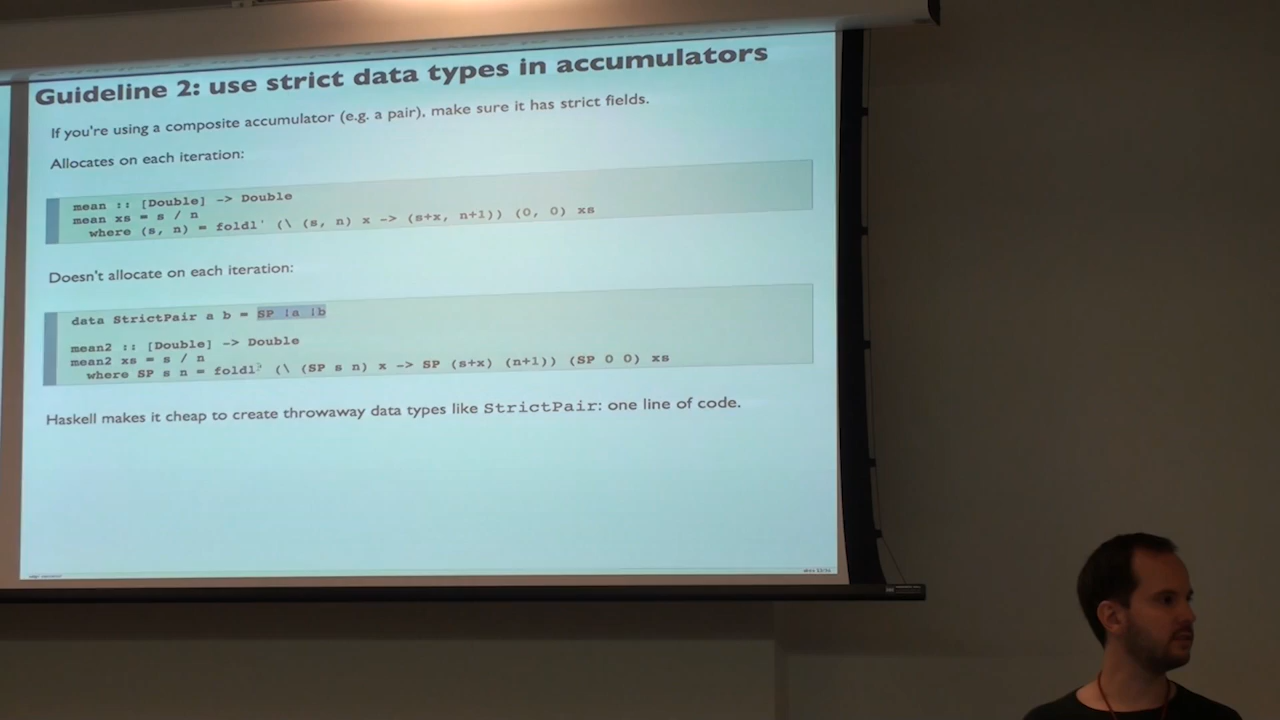 Guideline 2: use strict data types in accumulators
If you're using a composite accumulator (e.g. a pair), make sure it has strict fields.
Allocates on each iteration:
mean :: [Double] -> Double
mean xs = s / n
where (s, n) = foldl' (\ (s, n) x -> (s+x, n+1)) (0, 0) xs
Doesn't allocate on each iteration:
data StrictPair a b = SP !a !b
mean2 :: [Double] -> Double
mean2 xs = s / n
where SP s n = foldl' (\ (SP s n) x -> SP (s+x) (n+1)) (SP 0 0) xs
Haskell makes it cheap to create throwaway data types like StrictPair: one line of code.